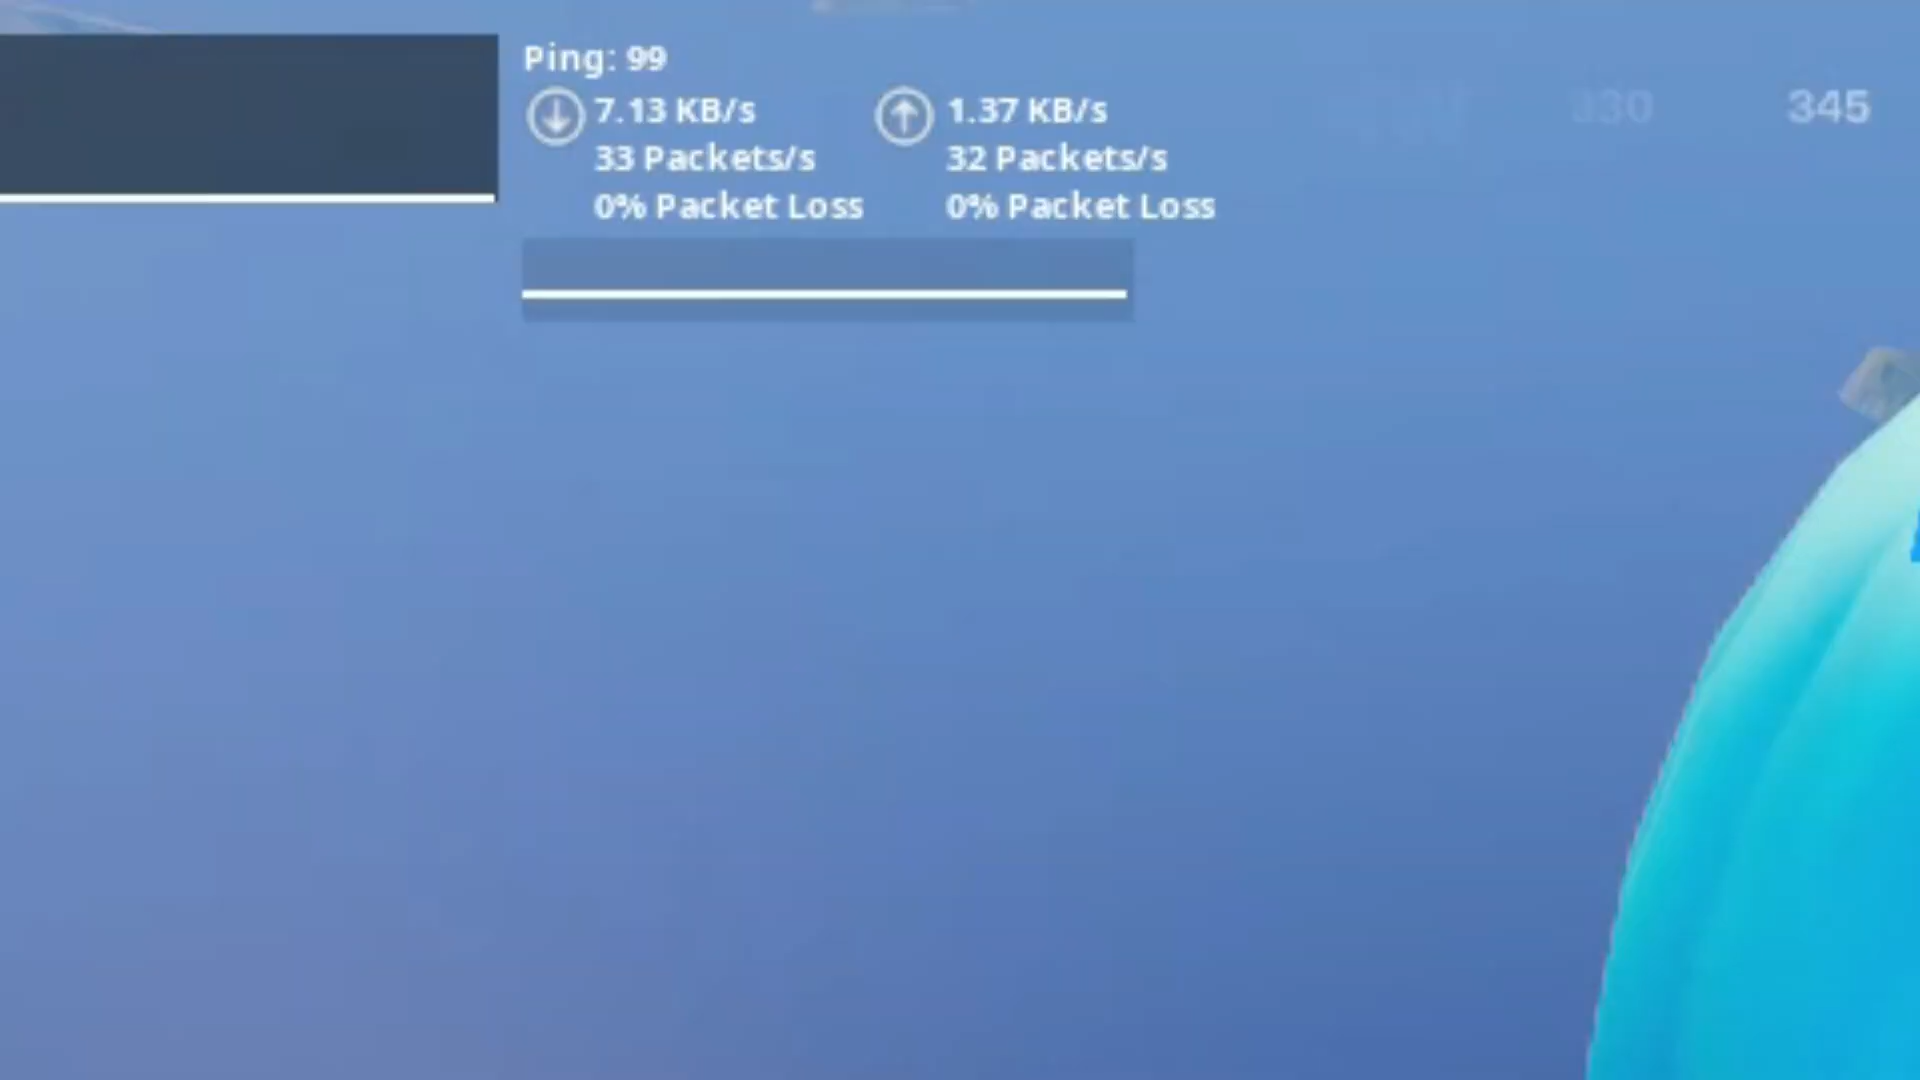 Ping: 99
7.13 KB/s
33 Packets/s
0% Packet Loss
1.37 KB/s
32 Packets/s
0% Packet Loss
330
345